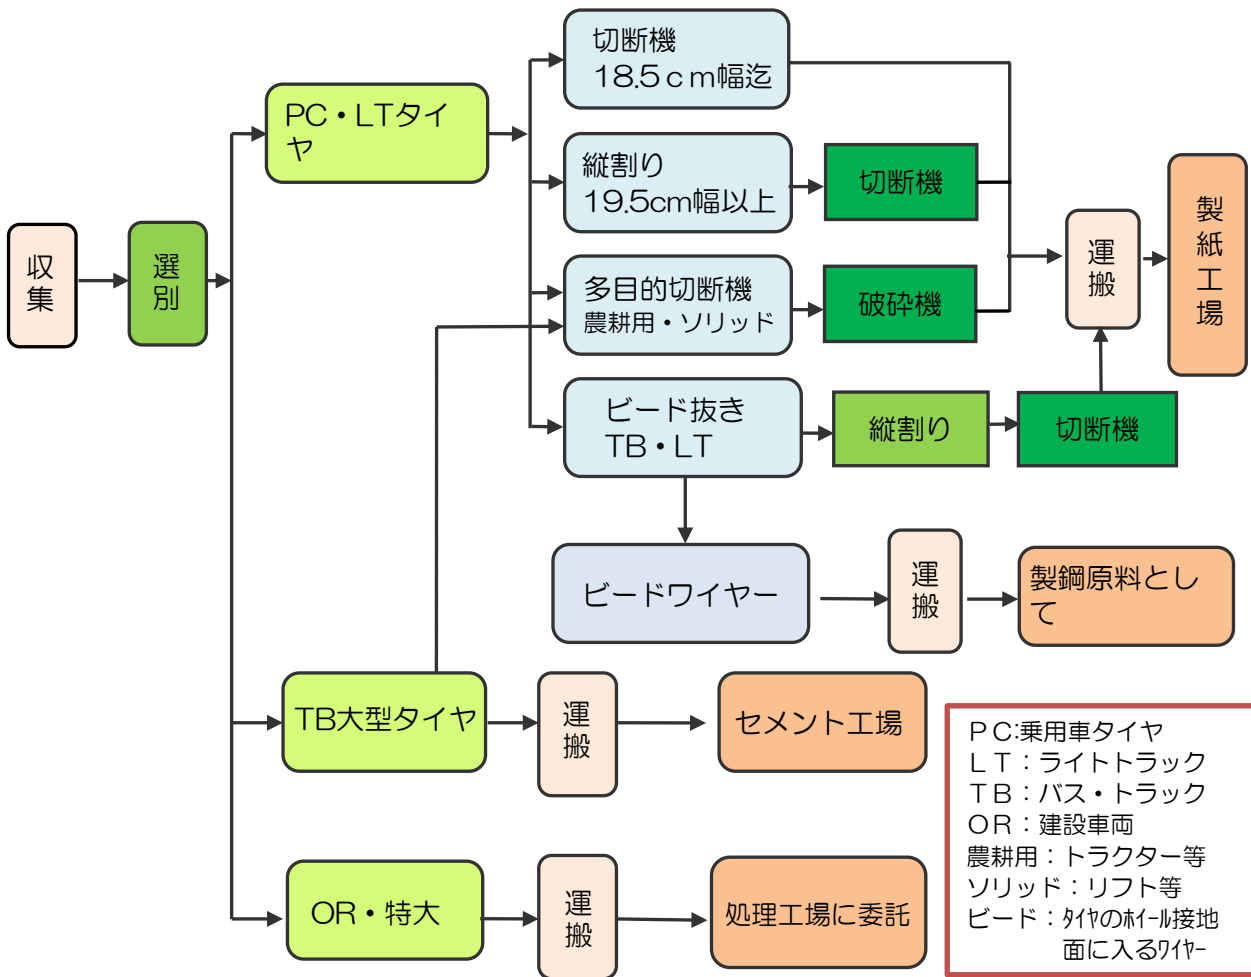 収集
選別
PC・LTタイ
ヤ
切断機
18.5ｃｍ幅迄
縦割り
19.5cm幅以上
切断機
多目的切断機
農耕用・ソリッド
破砕機
ビード抜き
TB・LT
縦割り
切断機
運搬
製紙工場
ビードワイヤー
運搬
製鋼原料とし
て
TB大型タイヤ
運搬
セメント工場
OR・特大
運搬
処理工場に委託
ＰＣ:乗用車タイヤ
ＬＴ：ライトトラック
ＴＢ：バス・トラック
ＯＲ：建設車両
農耕用：トラクター等
ソリッド：リフト等
ビード：ﾀｲﾔのﾎｲｰﾙ接地
面に入るﾜｲﾔｰ